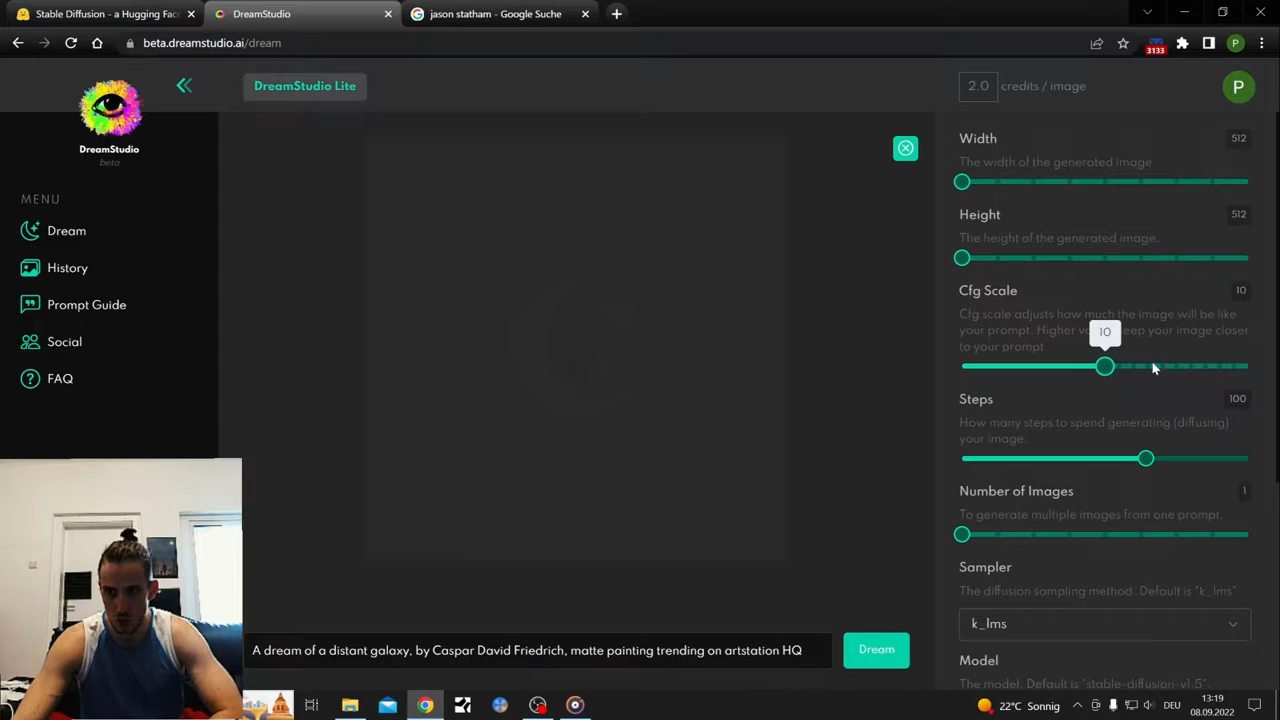 Stable Diffusion - a Hugging Fac
DreamStudio
jason statham - Google Suche
beta.dreamstudio.ai/dream
3133
P
DreamStudio
beta
DreamStudio Lite
2.0 credits / image
P
MENU
Dream
History
Prompt Guide
Social
FAQ
Width
512
The width of the generated image
Height
512
The height of the generated image.
Cfg Scale
10
Cfg scale adjusts how much the image will be like
your prompt. Higher
eep your image closer
to your prompt
10
Steps
100
How many steps to spend generating (diffusing)
your image.
Number of Images
1
To generate multiple images from one prompt.
Sampler
The diffusion sampling method. Default is "k_lms"
k_lms
Model
The model. Default is "stable-diffusion-v1.5".
A dream of a distant galaxy, by Caspar David Friedrich, matte painting trending on artstation HQ
Dream
22°C Sonnig
DEU
13:19
08.09.2022